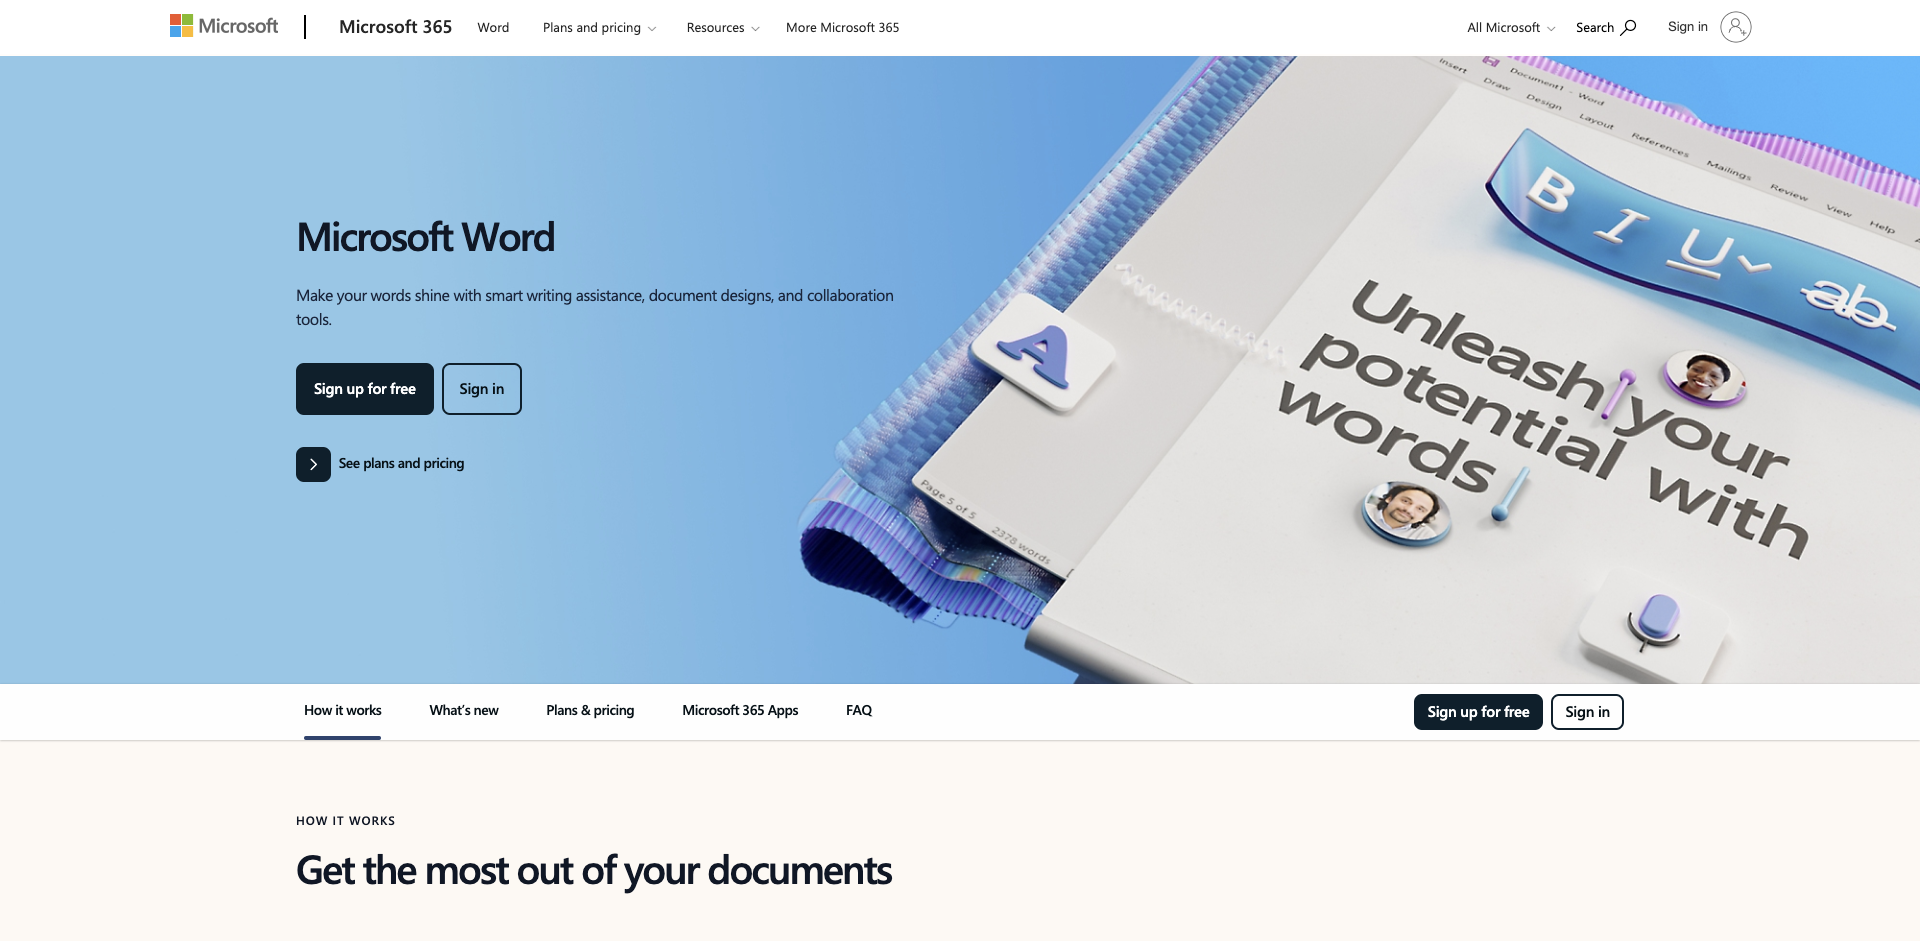 Microsoft
Microsoft 365
Word
Plans and pricing
Resources
More Microsoft 365
All Microsoft
Search
Sign in
Microsoft Word
Make your words shine with smart writing assistance, document designs, and collaboration
tools.
Sign up for free
Sign in
See plans and pricing
Document1 - Word
Insert
Draw
Design
Layout
References
Mailings
Review
View
Help
B I U ab
A
Unleash your
potential with
words
Page 5 of 5
2378 words
How it works
What's new
Plans & pricing
Microsoft 365 Apps
FAQ
Sign up for free
Sign in
HOW IT WORKS
Get the most out of your documents